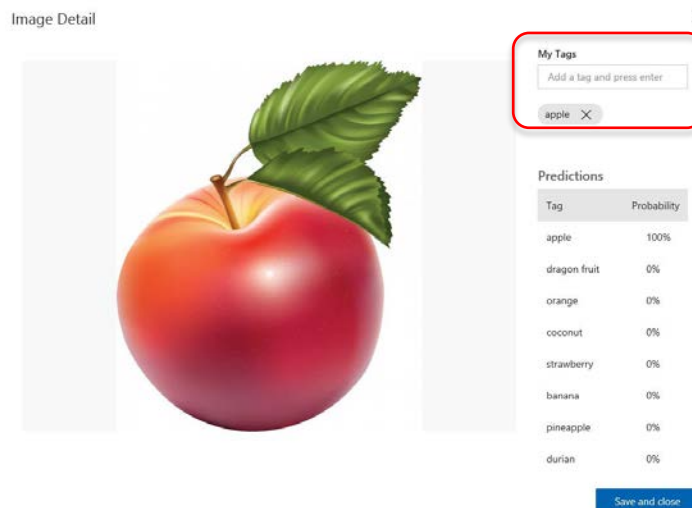 Image Detail
My Tags
Add a tag and press enter
apple
Predictions
Tag Probability
apple 100%
dragon fruit 0%
orange 0%
coconut 0%
strawberry 0%
banana 0%
pineapple 0%
durian 0%
Save and close